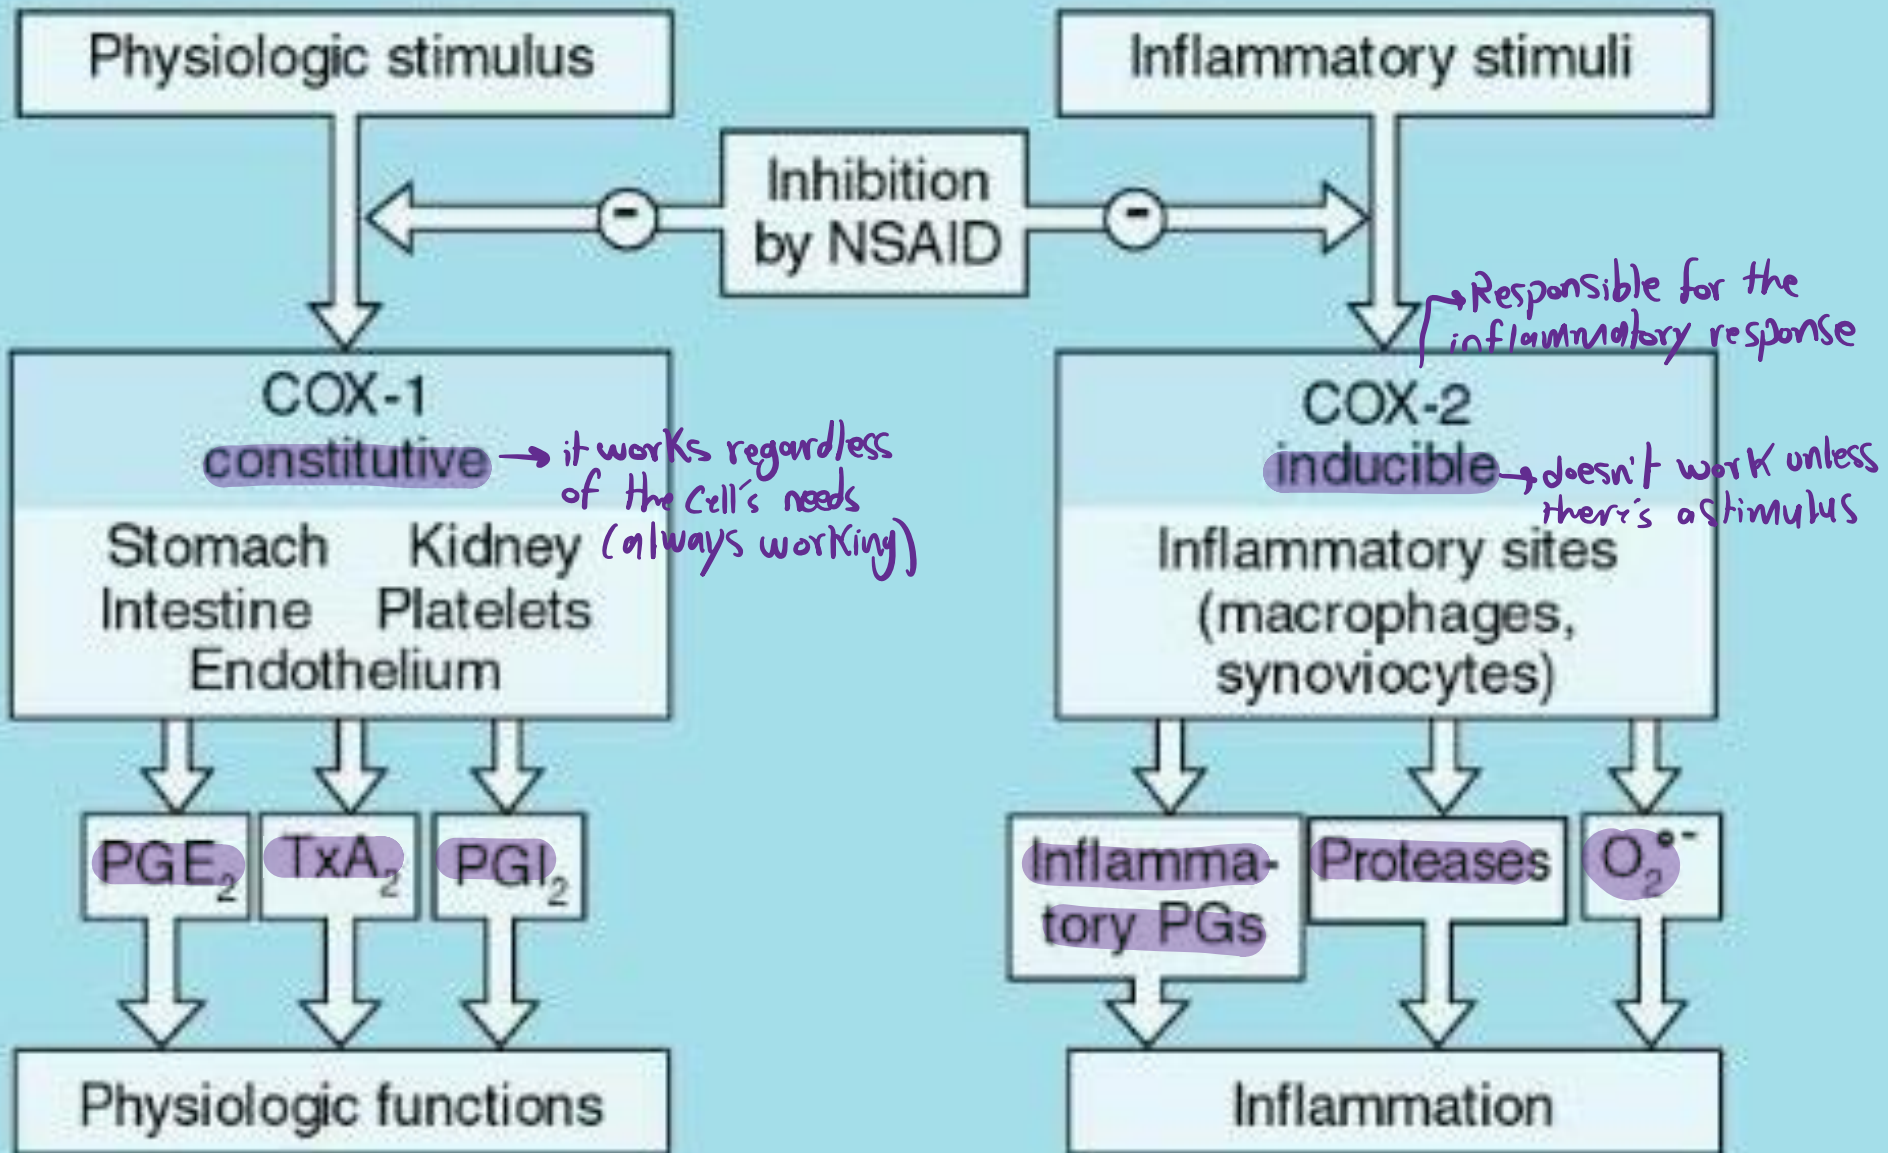 Physiologic stimulus
Inflammatory stimuli
Inhibition
by NSAID
-
-
Responsible for the
inflammatory response
COX-1
constitutive
it works regardless
of the cell's needs
(always working)
Stomach Kidney
Intestine Platelets
Endothelium
COX-2
inducible
doesn't work unless
there's a stimulus
Inflammatory sites
(macrophages,
synoviocytes)
PGE₂
TxA₂
PGI₂
Inflamma-
tory PGs
Proteases
O₂•-
Physiologic functions
Inflammation